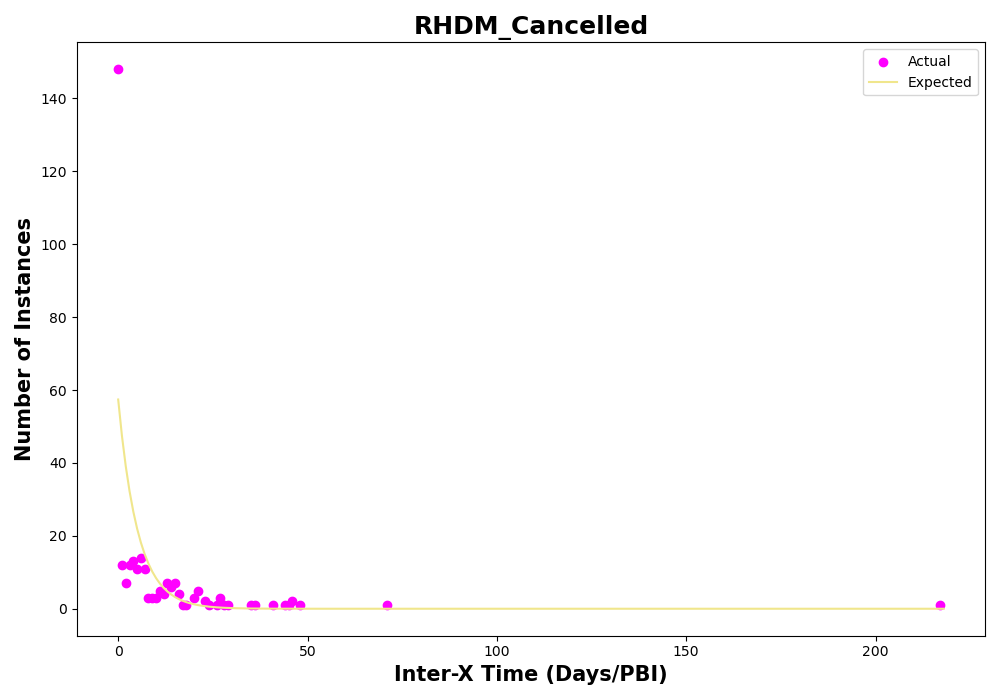 RHDM_Cancelled
Actual
Expected
Number of Instances
140
120
100
80
60
40
20
0
0 50 100 150 200
Inter-X Time (Days/PBI)